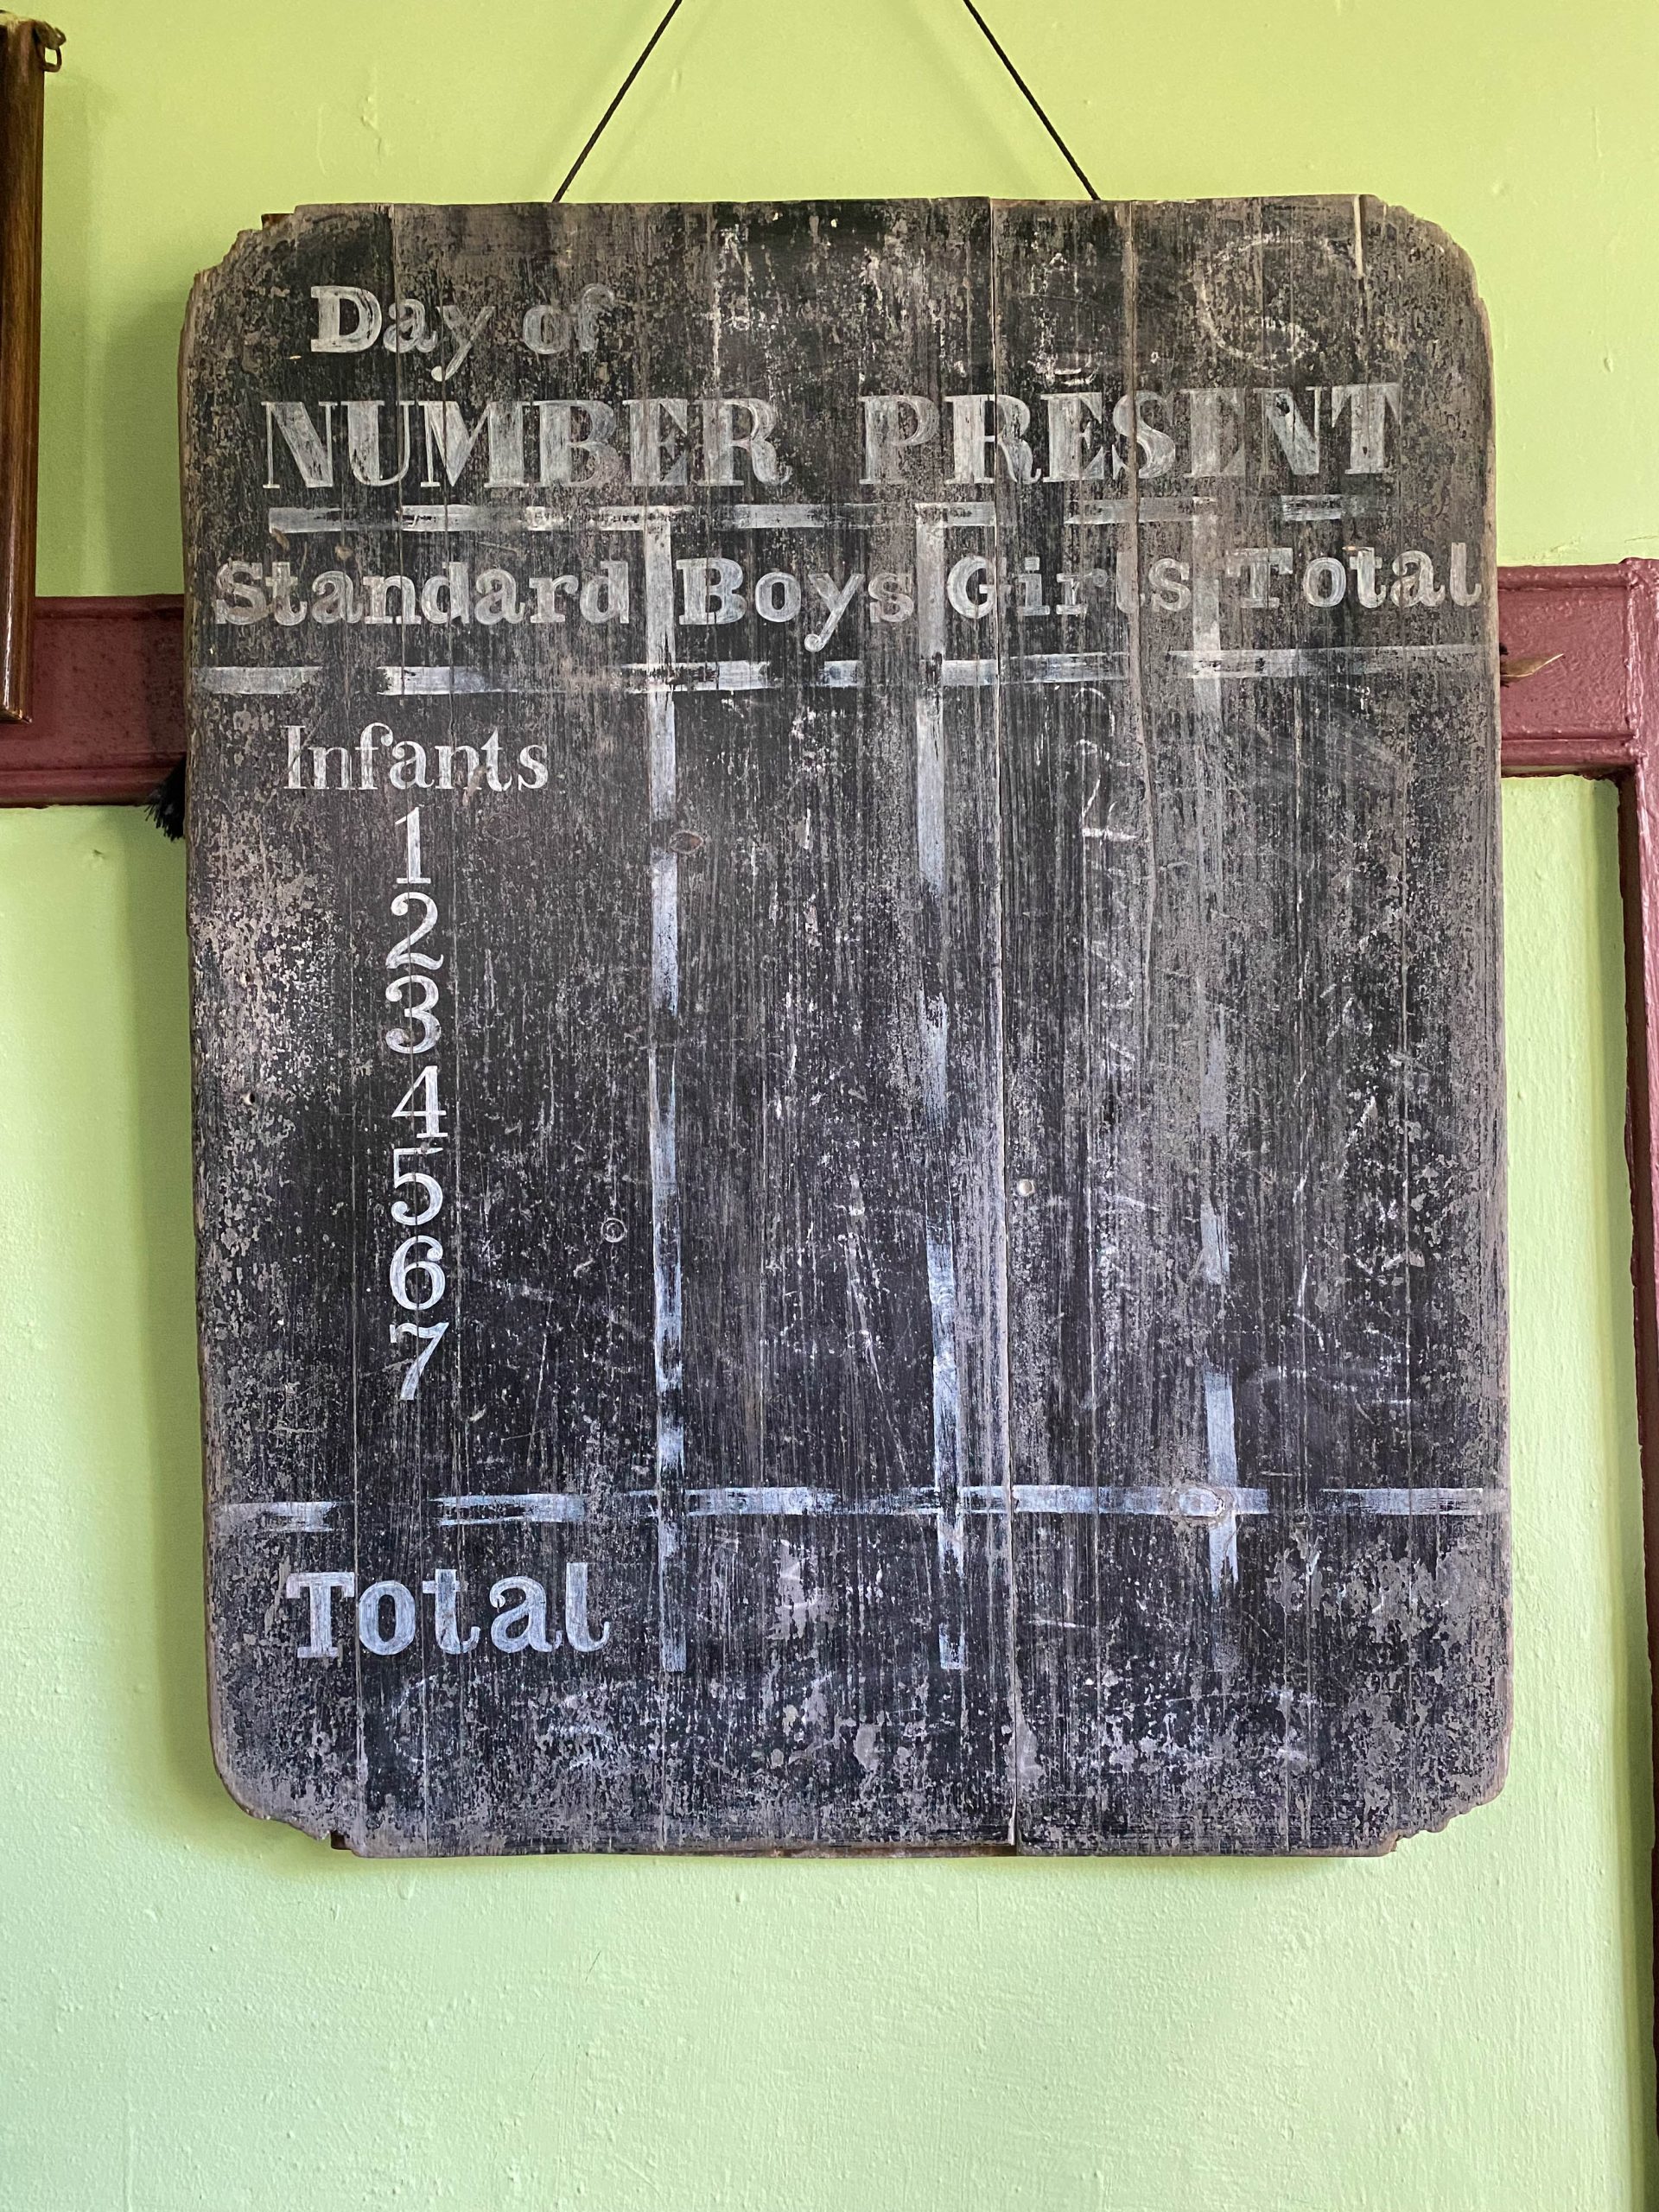 Day of
NUMBER PRESENT
Standard Boys Girls Total
Infants
1
2
3
4
5
6
7
Total